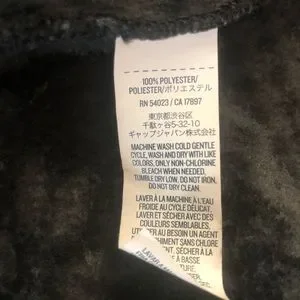 100% POLYESTER/
POLIESTER/ポリエステル
RN 54023 / CA 17897
東京都渋谷区
千駄ヶ谷5-32-10
ギャップジャパン株式会社
MACHINE WASH COLD GENTLE
CYCLE, WASH AND DRY WITH LIKE
COLORS, ONLY NON-CHLORINE
BLEACH WHEN NEEDED,
TUMBLE DRY LOW. DO NOT IRON,
DO NOT DRY CLEAN.
LAVER À LA MACHINE À L'EAU
FROIDE AU CYCLE DÉLICAT,
LAVER ET SÉCHER AVEC DES
COULEURS SEMBLABLES,
UTILISER AU BESOIN UN AGENT
SANS CHLORE